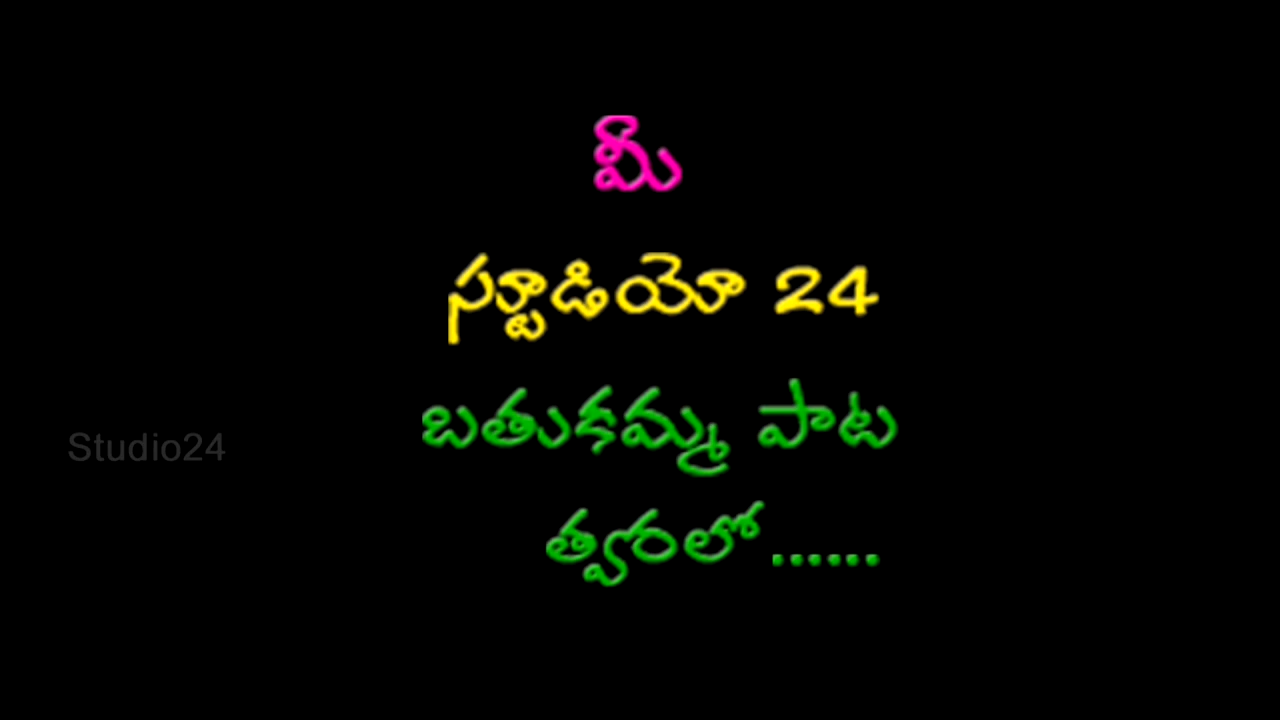 మీ
స్టూడియో 24
బతుకమ్మ పాట
Studio24
త్వరలో......